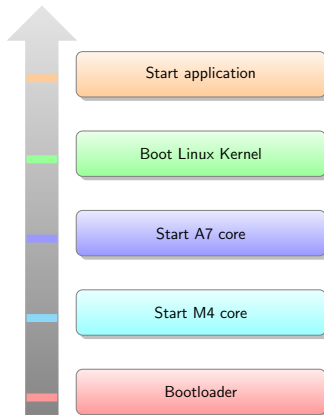 Start application
Boot Linux Kernel
Start A7 core
Start M4 core
Bootloader